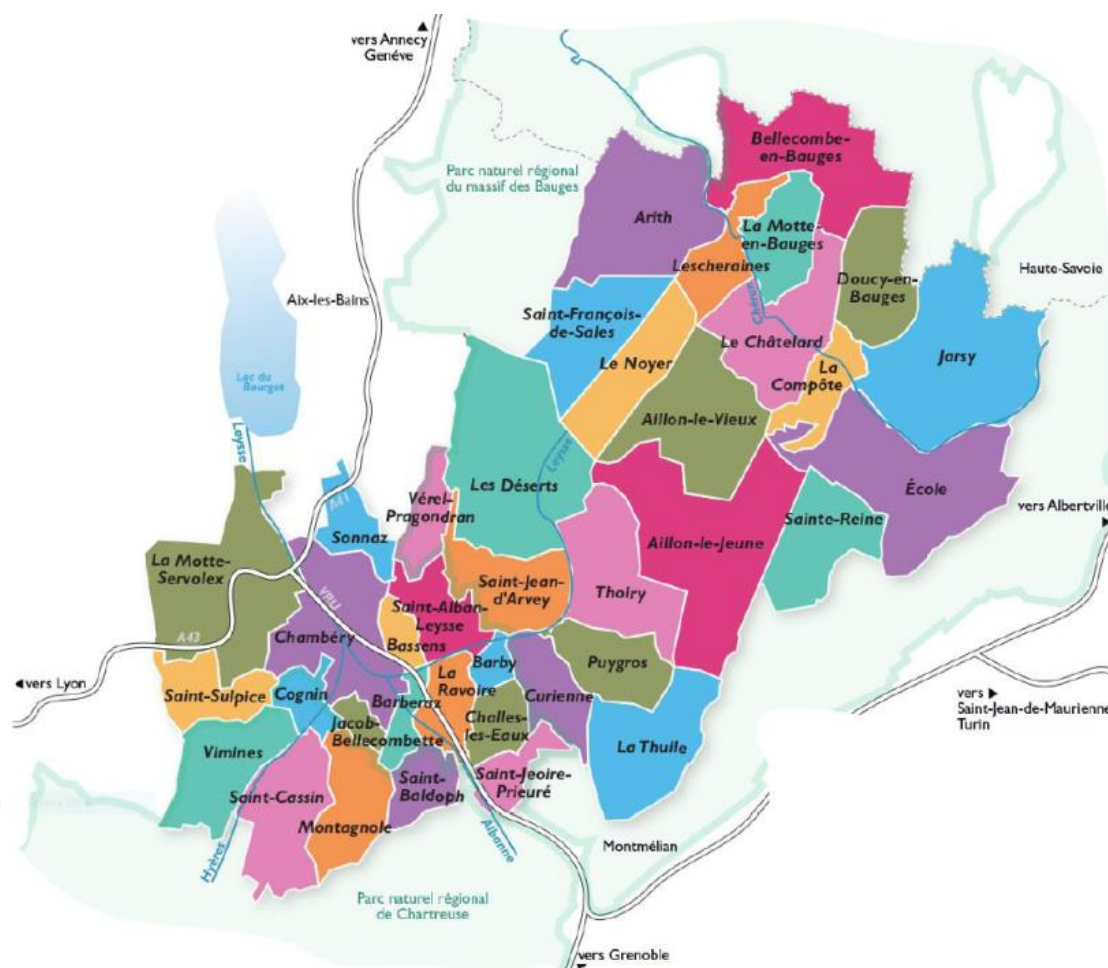 vers Annecy
Genéve
Parc naturel régional
du massif des Bauges
Bellecombe-
en-Bauges
Arith
La Motte-
en-Bauges
Lescheraines
Doucy-en-
Bauges
Haute-Savoie
Aix-les-Bains
Chéran
Saint-François-
de-Sales
Le Noyer
Le Châtelard
Jarsy
La
Compôte
Lac du
Bourget
Aillon-le-Vieux
Leysse
Leysse
Les Déserts
École
Vérel-
Pragondran
A41
Sonnaz
Sainte-Reine
vers Albertville
Aillon-le-Jeune
La Motte-
Servolex
Saint-Jean-
d'Arvey
Thoiry
VRU
Saint-Alban-
Leysse
A43
Chambéry
Bassens
Barby
Puygros
vers Lyon
Saint-Sulpice
Cognin
La
Ravoire
Curienne
Barberaz
vers
Saint-Jean-de-Maurienne
Turin
Jacob-
Bellecombette
Challes-
les-Eaux
Vimines
La Thuile
Saint-
Baldoph
Saint-Jeoire-
Prieuré
Saint-Cassin
Montagnole
Albanne
Hyères
Montmélian
Parc naturel régional
de Chartreuse
vers Grenoble